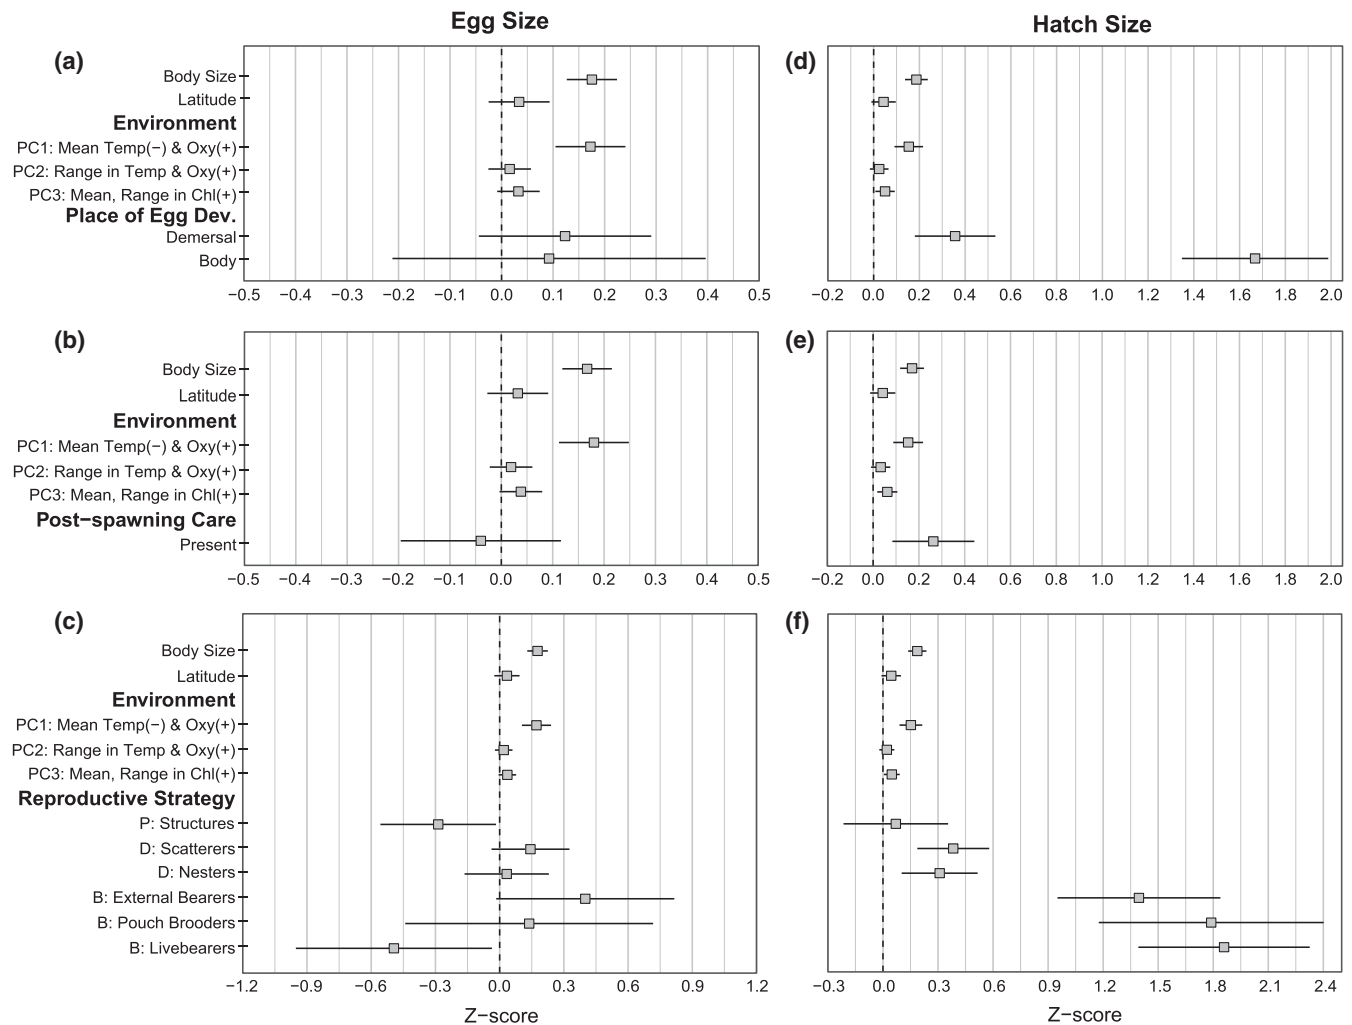 Egg Size
Hatch Size
(a)
Body Size
Latitude
Environment
PC1: Mean Temp(−) & Oxy(+)
PC2: Range in Temp & Oxy(+)
PC3: Mean, Range in Chl(+)
Place of Egg Dev.
Demersal
Body
−0.5 −0.4 −0.3 −0.2 −0.1 0.0 0.1 0.2 0.3 0.4 0.5
(d)
−0.2 0.0 0.2 0.4 0.6 0.8 1.0 1.2 1.4 1.6 1.8 2.0
(b)
Body Size
Latitude
Environment
PC1: Mean Temp(−) & Oxy(+)
PC2: Range in Temp & Oxy(+)
PC3: Mean, Range in Chl(+)
Post−spawning Care
Present
−0.5 −0.4 −0.3 −0.2 −0.1 0.0 0.1 0.2 0.3 0.4 0.5
(e)
−0.2 0.0 0.2 0.4 0.6 0.8 1.0 1.2 1.4 1.6 1.8 2.0
(c)
Body Size
Latitude
Environment
PC1: Mean Temp(−) & Oxy(+)
PC2: Range in Temp & Oxy(+)
PC3: Mean, Range in Chl(+)
Reproductive Strategy
P: Structures
D: Scatterers
D: Nesters
B: External Bearers
B: Pouch Brooders
B: Livebearers
−1.2 −0.9 −0.6 −0.3 0.0 0.3 0.6 0.9 1.2
Z−score
(f)
−0.3 0.0 0.3 0.6 0.9 1.2 1.5 1.8 2.1 2.4
Z−score